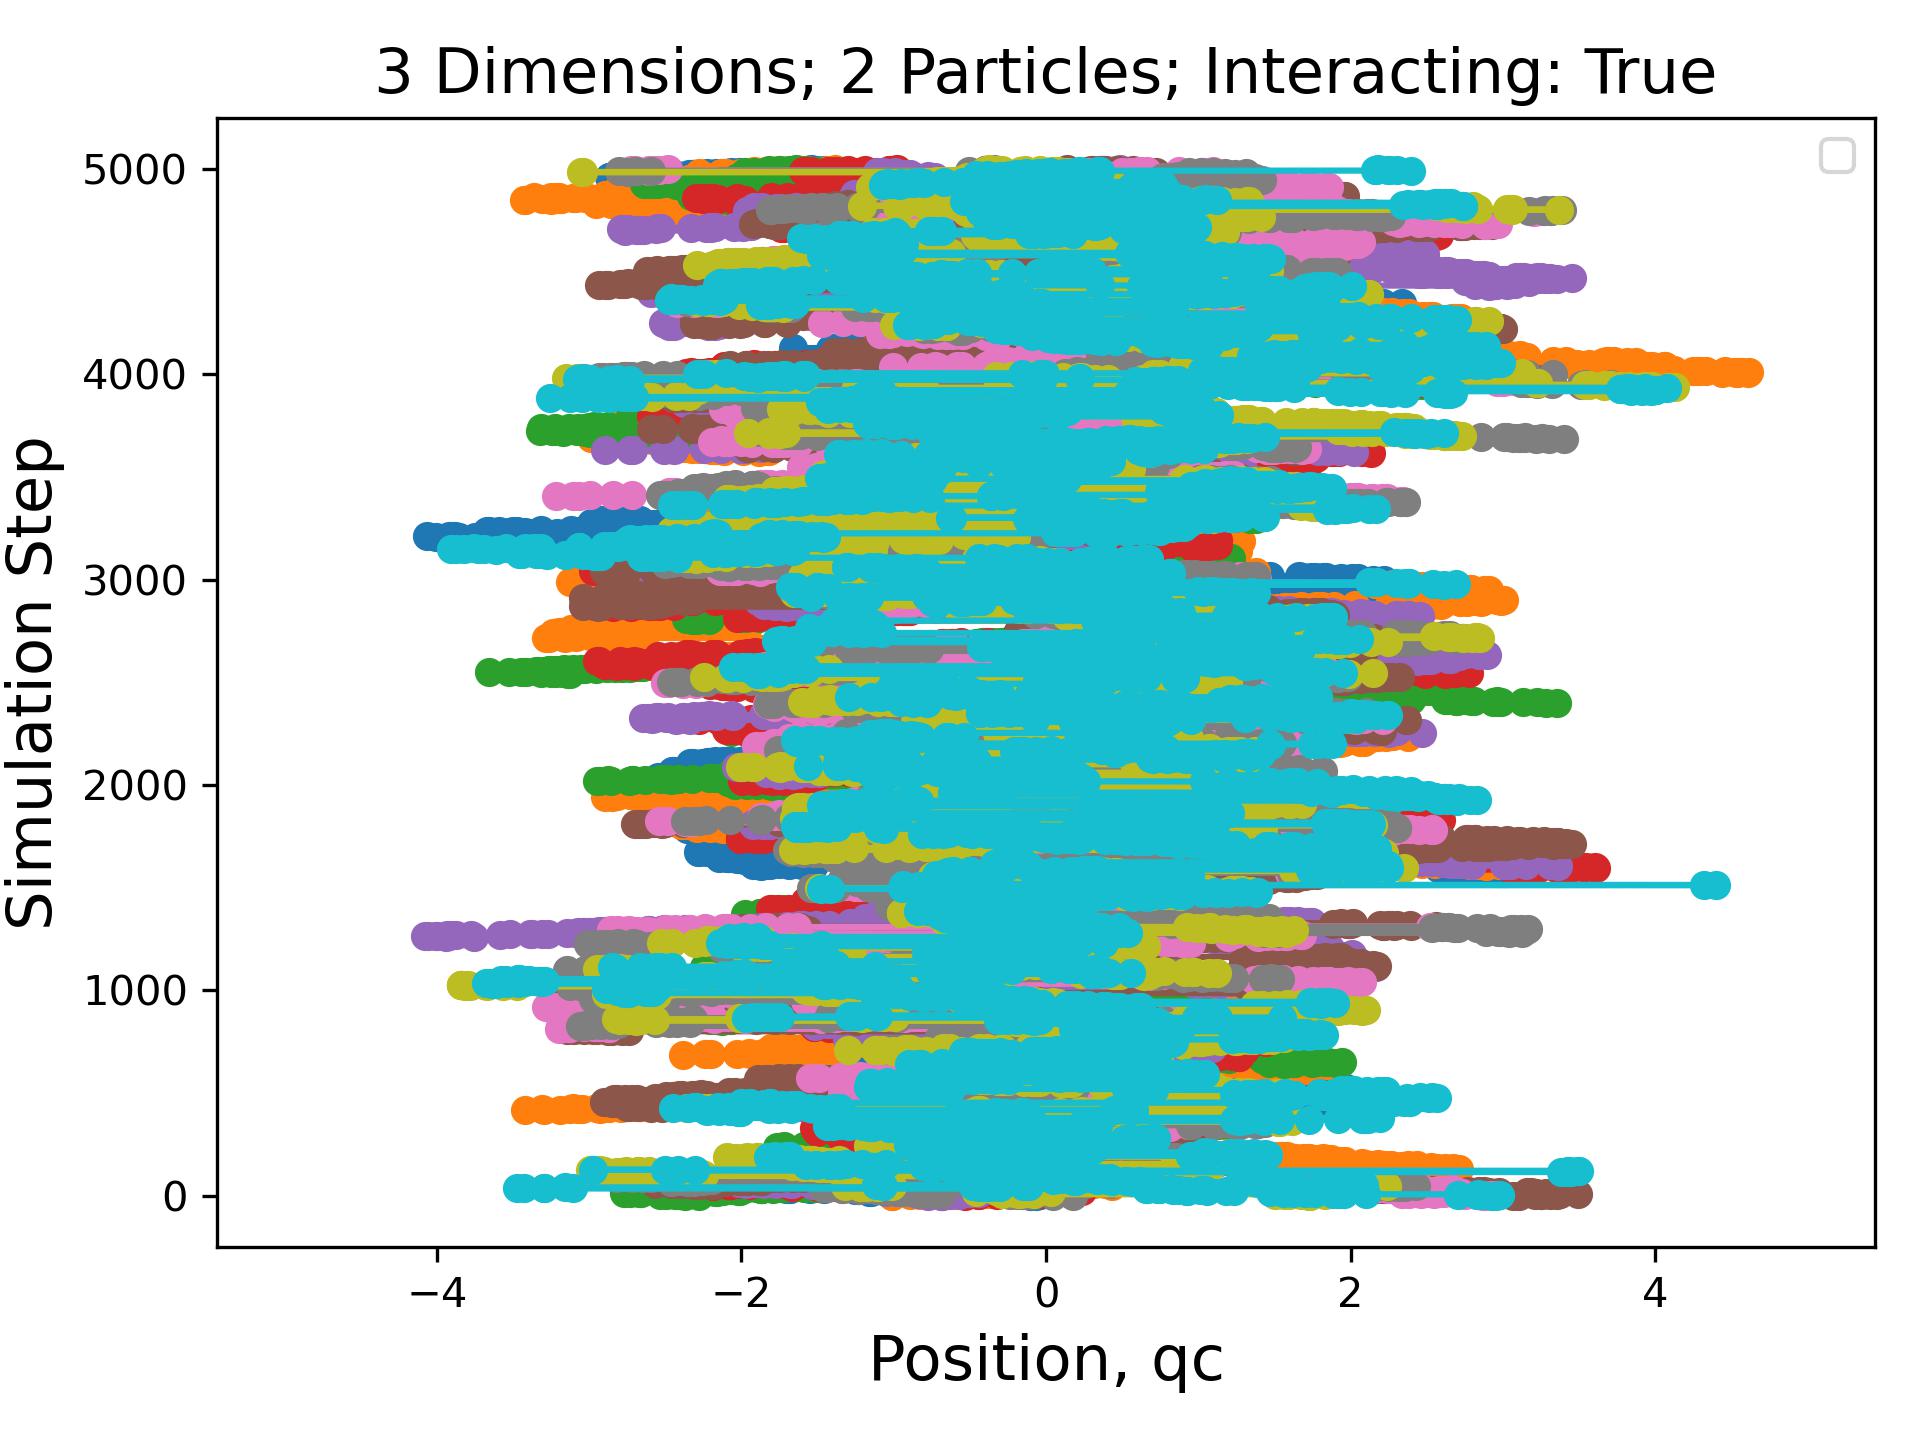 3 Dimensions; 2 Particles; Interacting: True
Simulation Step
5000
4000
3000
2000
1000
0
−4 −2 0 2 4
Position, qc